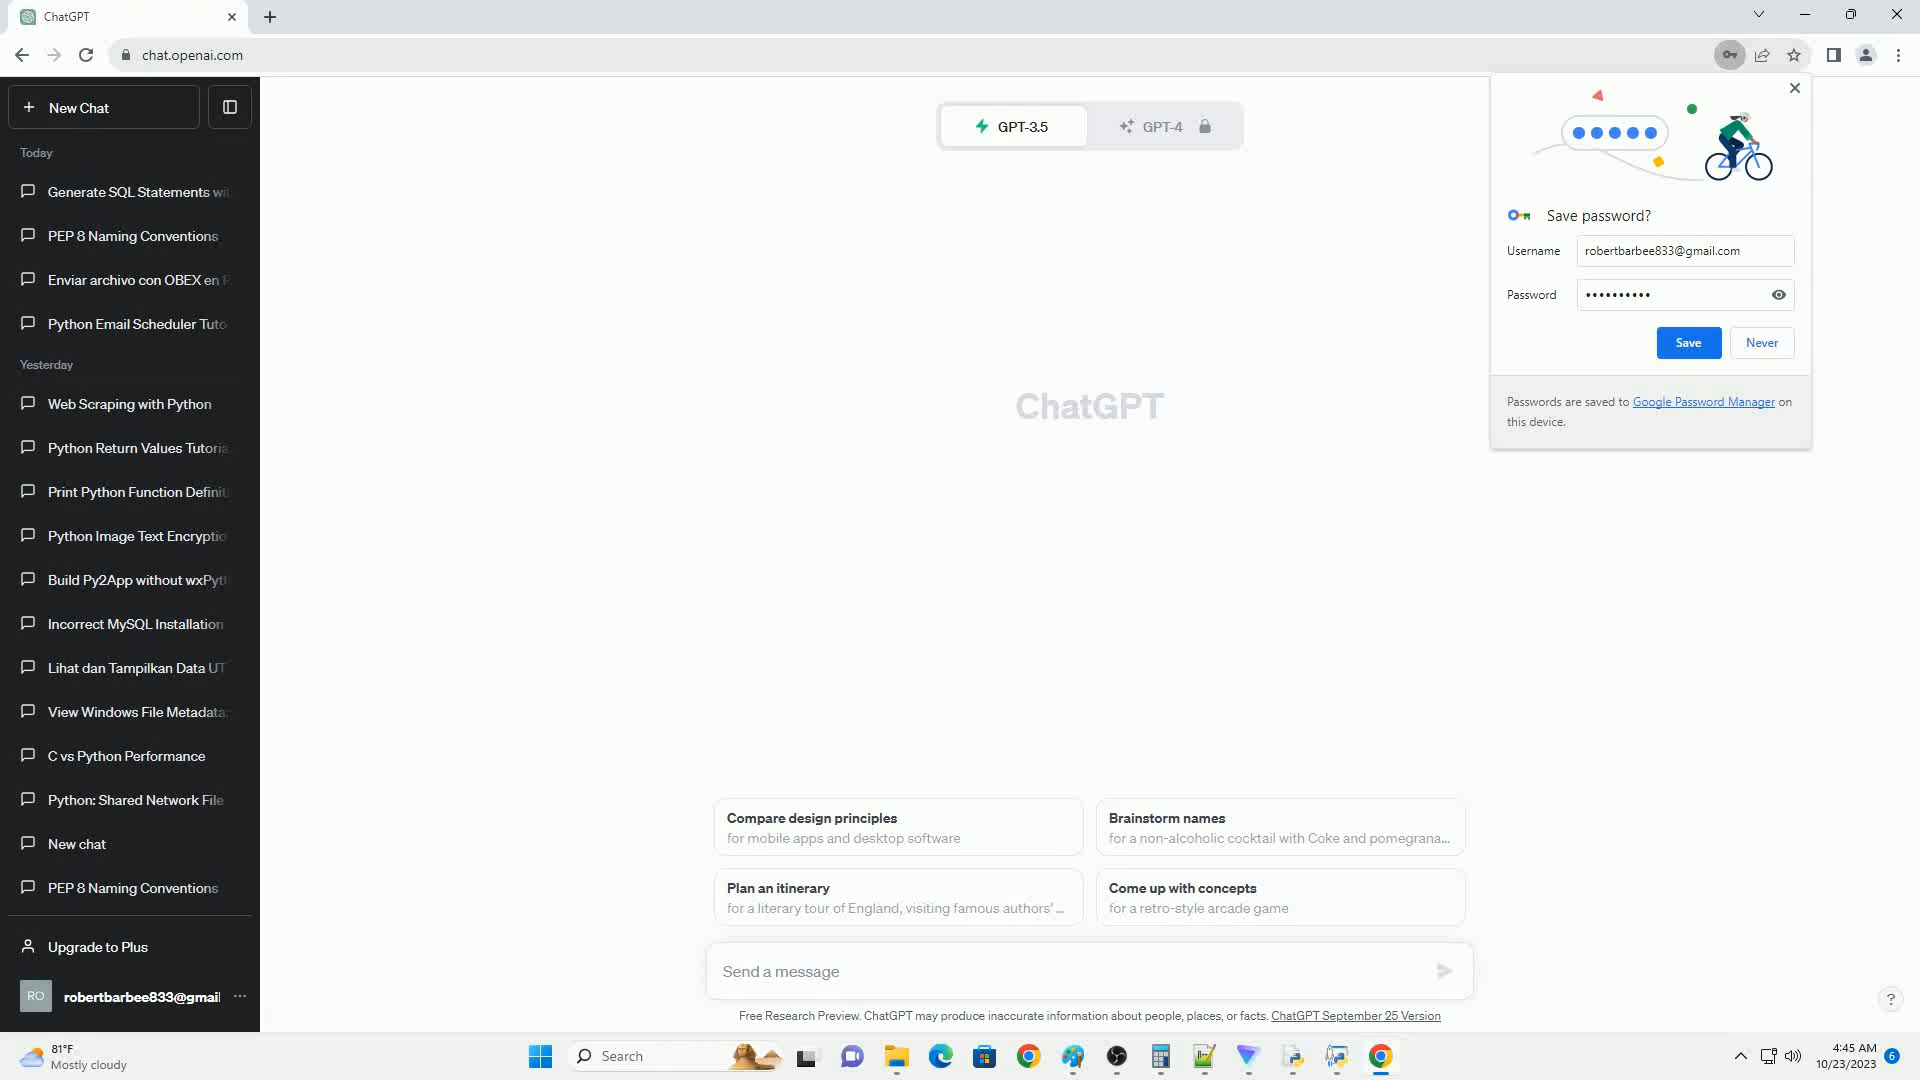 ChatGPT
chat.openai.com
New Chat
Today
Generate SQL Statements
PEP 8 Naming Conventions
Enviar archivo con OBEX en
Python Email Scheduler Tuto
Yesterday
Web Scraping with Python
Python Return Values Tutoria
Print Python Function Defini
Python Image Text Encryptio
Build Py2App without wxPyt
Incorrect MySQL Installation
Lihat dan Tampilkan Data UT
View Windows File Metadata
C vs Python Performance
Python: Shared Network File
New chat
PEP 8 Naming Conventions
Upgrade to Plus
RO robertbarbee833@gmail
GPT-3.5
GPT-4
ChatGPT
Save password?
Username robertbarbee833@gmail.com
Password ••••••••••
Save Never
Passwords are saved to Google Password Manager on
this device.
Compare design principles
for mobile apps and desktop software
Brainstorm names
for a non-alcoholic cocktail with Coke and pomegrana...
Plan an itinerary
for a literary tour of England, visiting famous authors' ...
Come up with concepts
for a retro-style arcade game
Send a message
Free Research Preview. ChatGPT may produce inaccurate information about people, places, or facts. ChatGPT September 25 Version
?
81°F
Mostly cloudy
Search
4:45 AM
10/23/2023
6